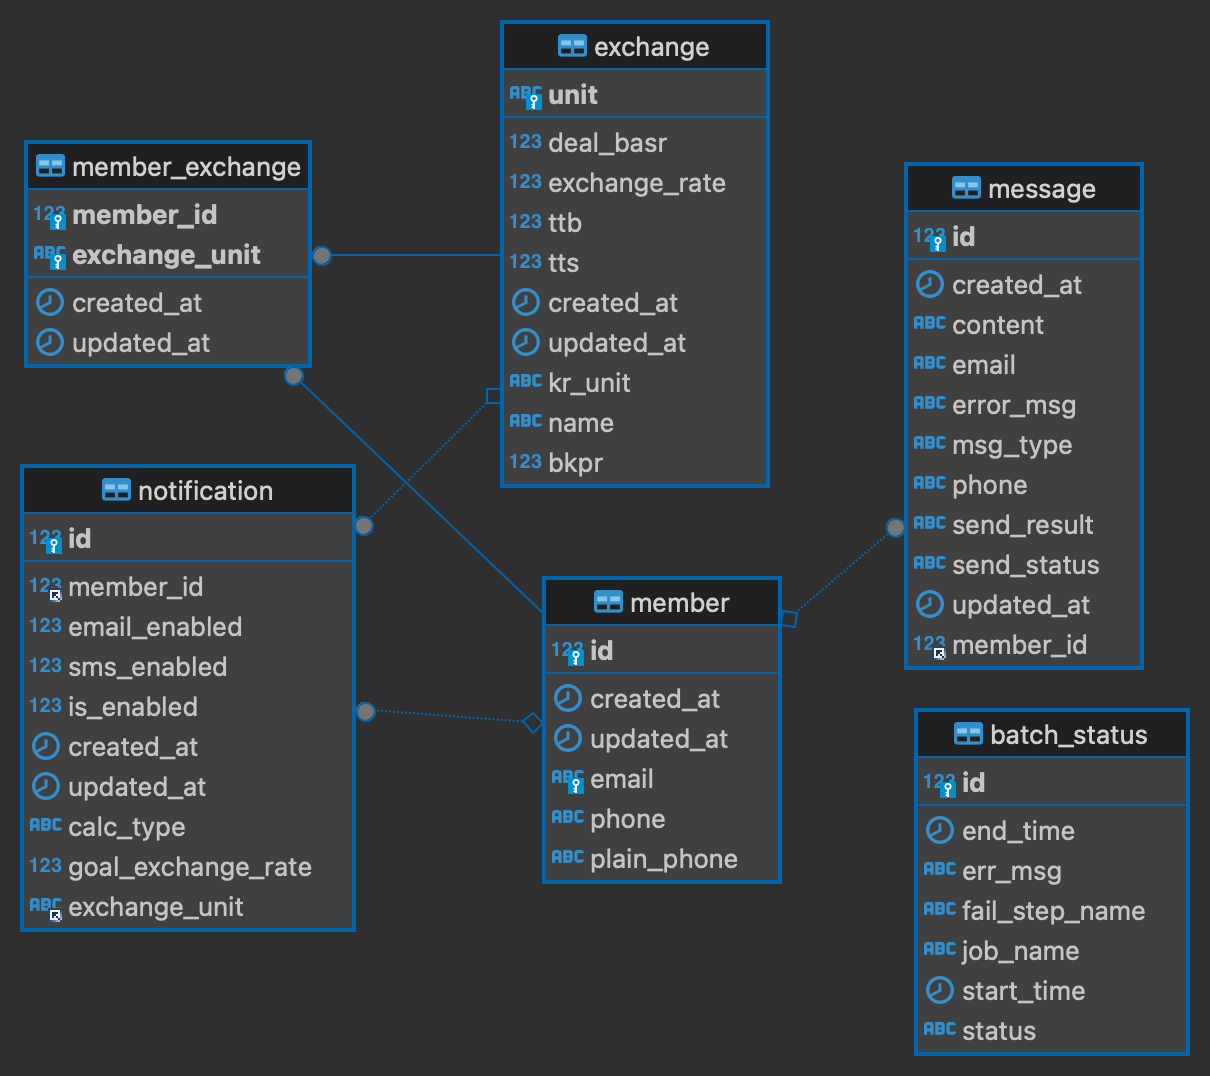 exchange
ABC unit
123 deal_basr
123 exchange_rate
123 ttb
123 tts
created_at
updated_at
ABC kr_unit
ABC name
123 bkpr
member_exchange
123 member_id
ABC exchange_unit
created_at
updated_at
message
123 id
created_at
ABC content
ABC email
ABC error_msg
ABC msg_type
ABC phone
ABC send_result
ABC send_status
updated_at
123 member_id
notification
123 id
123 member_id
123 email_enabled
123 sms_enabled
123 is_enabled
created_at
updated_at
ABC calc_type
123 goal_exchange_rate
ABC exchange_unit
member
123 id
created_at
updated_at
ABC email
ABC phone
ABC plain_phone
batch_status
123 id
end_time
ABC err_msg
ABC fail_step_name
ABC job_name
start_time
ABC status